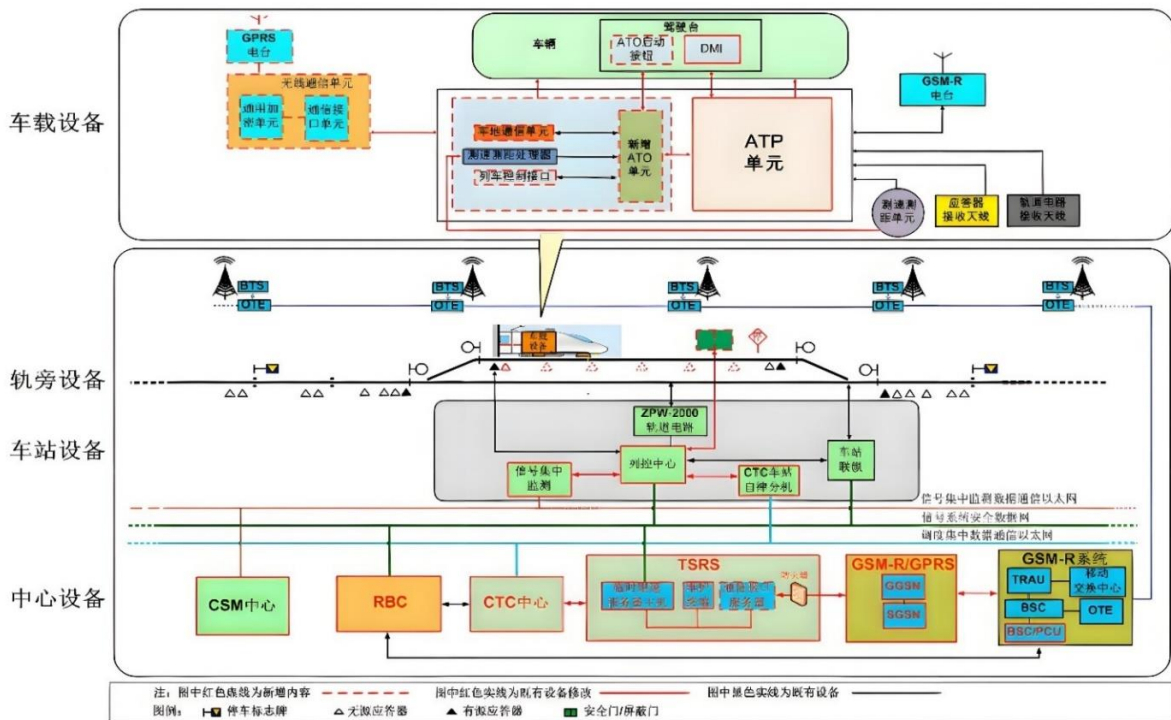 车载设备
GPRS
电台
无线通信单元
通用加
密单元
通信接
口单元
车辆
驾驶台
ATO启动
按钮
DMI
车地通信单元
测速测距处理器
列车控制接口
新增
ATO
单元
ATP
单元
GSM-R
电台
测速测
距单元
应答器
接收天线
轨道电路
接收天线
BTS
OTE
BTS
OTE
BTS
OTE
BTS
OTE
BTS
OTE
轨旁设备
车载
设备
车站设备
ZPW-2000
轨道电路
信号集中
监测
列控中心
CTC车站
自律分机
车站
联锁
信号集中监测数据通信以太网
信号系统安全数据网
调度集中数据通信以太网
中心设备
CSM中心
RBC
CTC中心
TSRS
防火墙
GSM-R/GPRS
GGSN
SGSN
GSM-R系统
TRAU
移动
交换中心
BSC
OTE
BSC/PCU
注：图中红色虚线为新增内容
图中红色实线为既有设备修改
图中黑色实线为既有设备
图例：
停车标志牌
无源应答器
有源应答器
安全门/屏蔽门